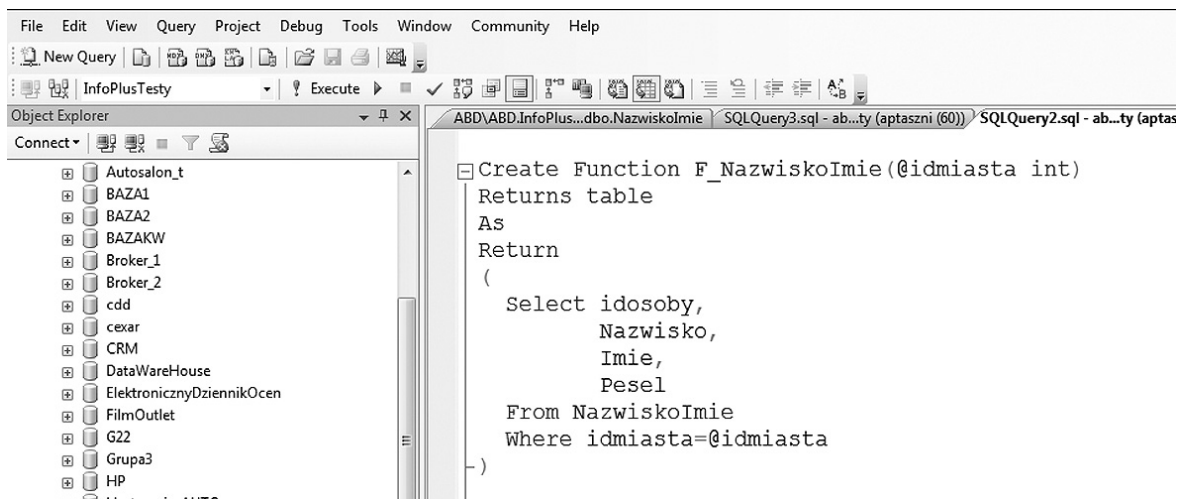 File Edit View Query Project Debug Tools Window Community Help
New Query
InfoPlusTesty Execute
Object Explorer
ABD\ABD.InfoPlus...dbo.NazwiskoImie SQLQuery3.sql - ab...ty (aptaszni (60)) SQLQuery2.sql - ab...ty (aptas
Connect
Autosalon_t
BAZA1
BAZA2
BAZAKW
Broker_1
Broker_2
cdd
cexar
CRM
DataWareHouse
ElektronicznyDziennikOcen
FilmOutlet
G22
Grupa3
HP
Create Function F_NazwiskoImie(@idmiasta int)
Returns table
As
Return
(
Select idosoby,
Nazwisko,
Imie,
Pesel
From NazwiskoImie
Where idmiasta=@idmiasta
)